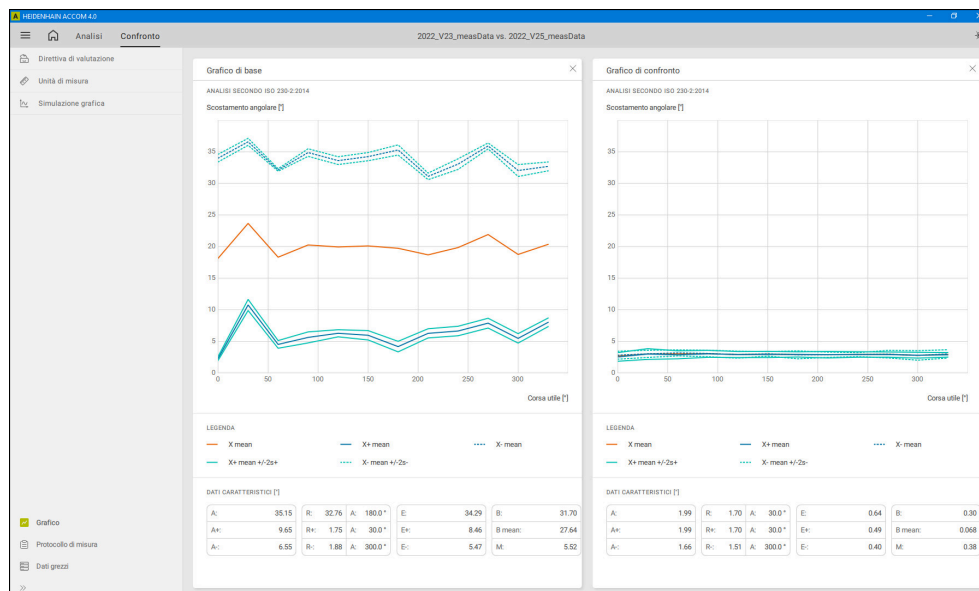 HEIDENHAIN ACCOM 4.0
Analisi Confronto 2022_V23_measData vs. 2022_V25_measData
Direttiva di valutazione
Unità di misura
Simulazione grafica
Grafico
Protocollo di misura
Dati grezzi
Grafico di base
ANALISI SECONDO ISO 230-2:2014
Scostamento angolare ["]
35
30
25
20
15
10
5
0
0 50 100 150 200 250 300
Corsa utile [°]
LEGENDA
X mean X+ mean X- mean
X+ mean +/-2s+ X- mean +/-2s-
DATI CARATTERISTICI ["]
A: 35.15 R: 32.76 A: 180.0 ° E: 34.29 B: 31.70
A+: 9.65 R+: 1.75 A: 30.0 ° E+: 8.46 B mean: 27.64
A-: 6.55 R-: 1.88 A: 300.0 ° E-: 5.47 M: 5.52
Grafico di confronto
ANALISI SECONDO ISO 230-2:2014
Scostamento angolare ["]
35
30
25
20
15
10
5
0
0 50 100 150 200 250 300
Corsa utile [°]
LEGENDA
X mean X+ mean X- mean
X+ mean +/-2s+ X- mean +/-2s-
DATI CARATTERISTICI ["]
A: 1.99 R: 1.70 A: 30.0 ° E: 0.64 B: 0.30
A+: 1.99 R+: 1.70 A: 30.0 ° E+: 0.49 B mean: 0.068
A-: 1.66 R-: 1.51 A: 300.0 ° E-: 0.40 M: 0.38